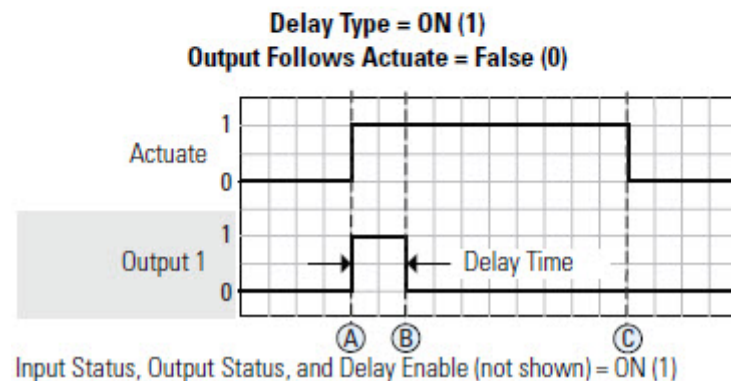 Delay Type = ON (1)
Output Follows Actuate = False (0)
1
Actuate
0
1
Output 1
Delay Time
0
A B C
Input Status, Output Status, and Delay Enable (not shown) = ON (1)